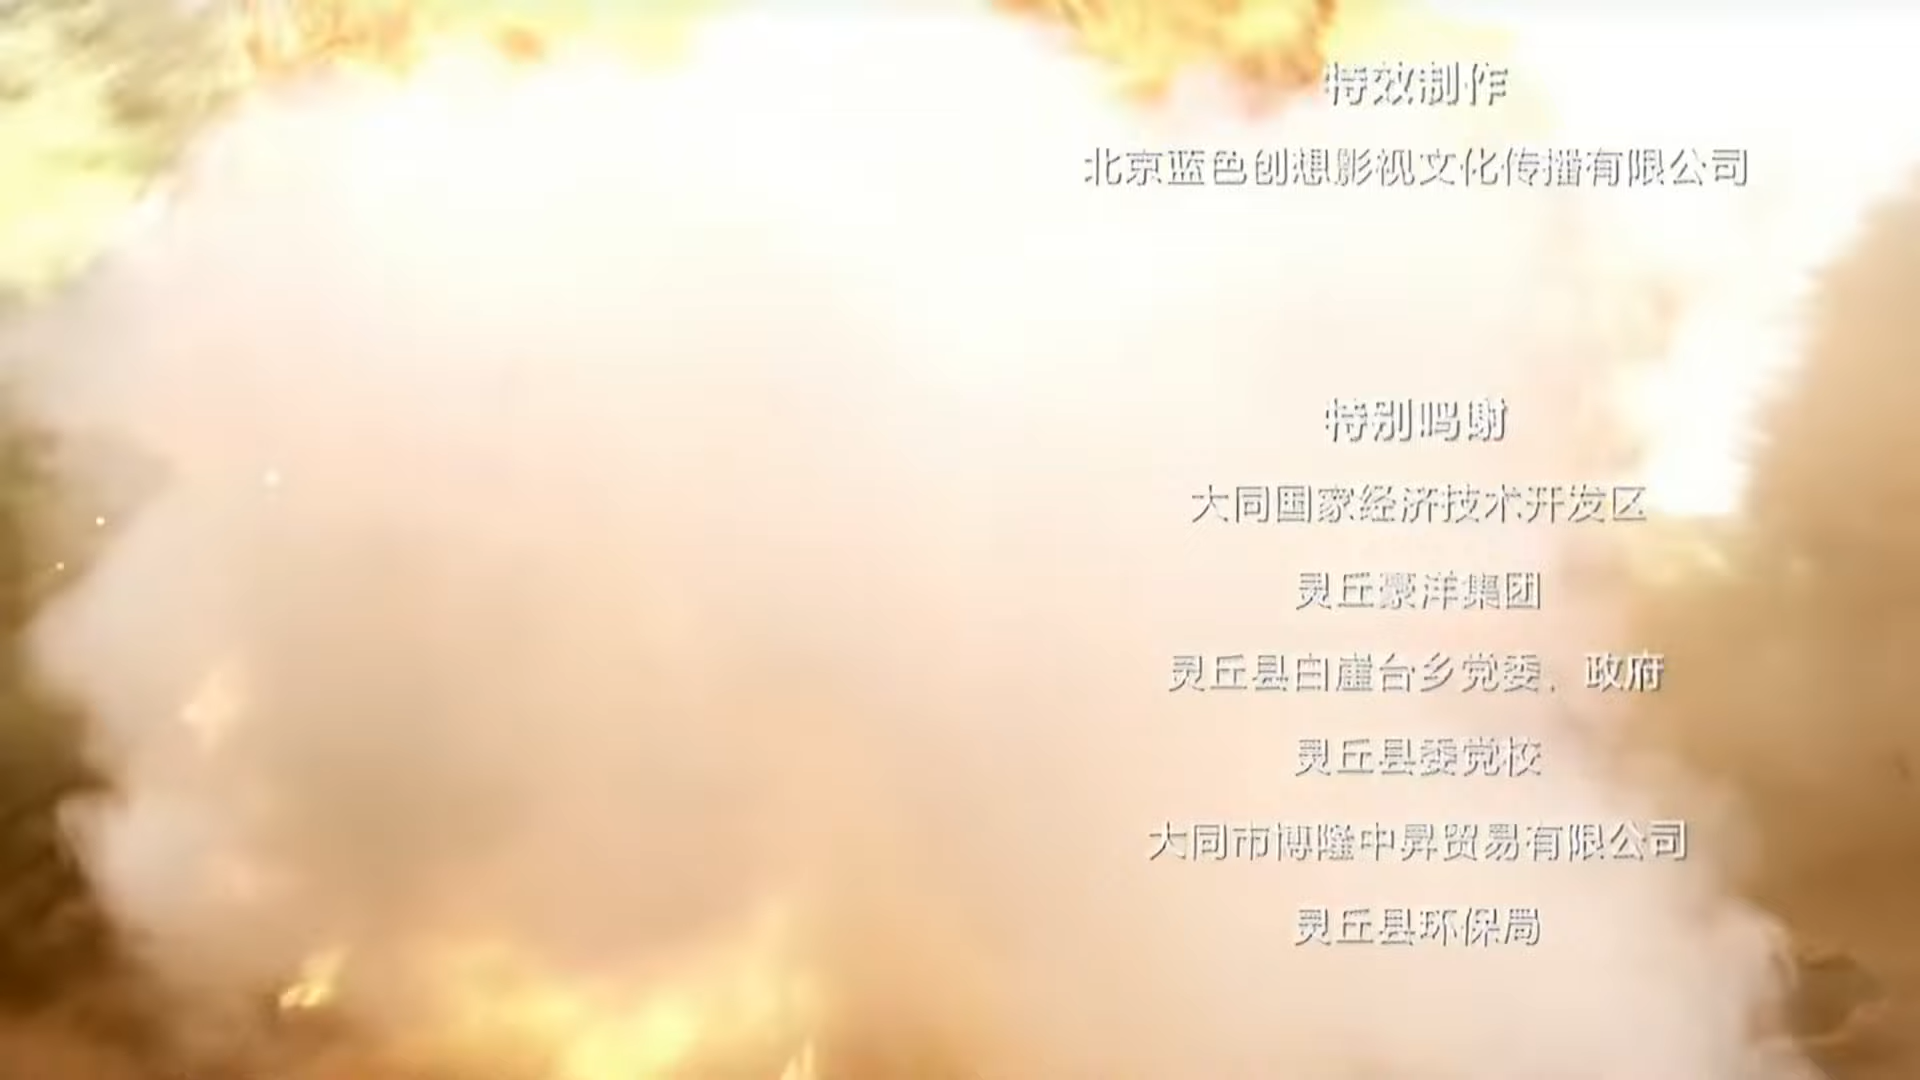 特效制作
北京蓝色创想影视文化传播有限公司
特别鸣谢
大同国家经济技术开发区
灵丘豪洋集团
灵丘县白崖台乡党委、政府
灵丘县委党校
大同市博隆中昇贸易有限公司
灵丘县环保局